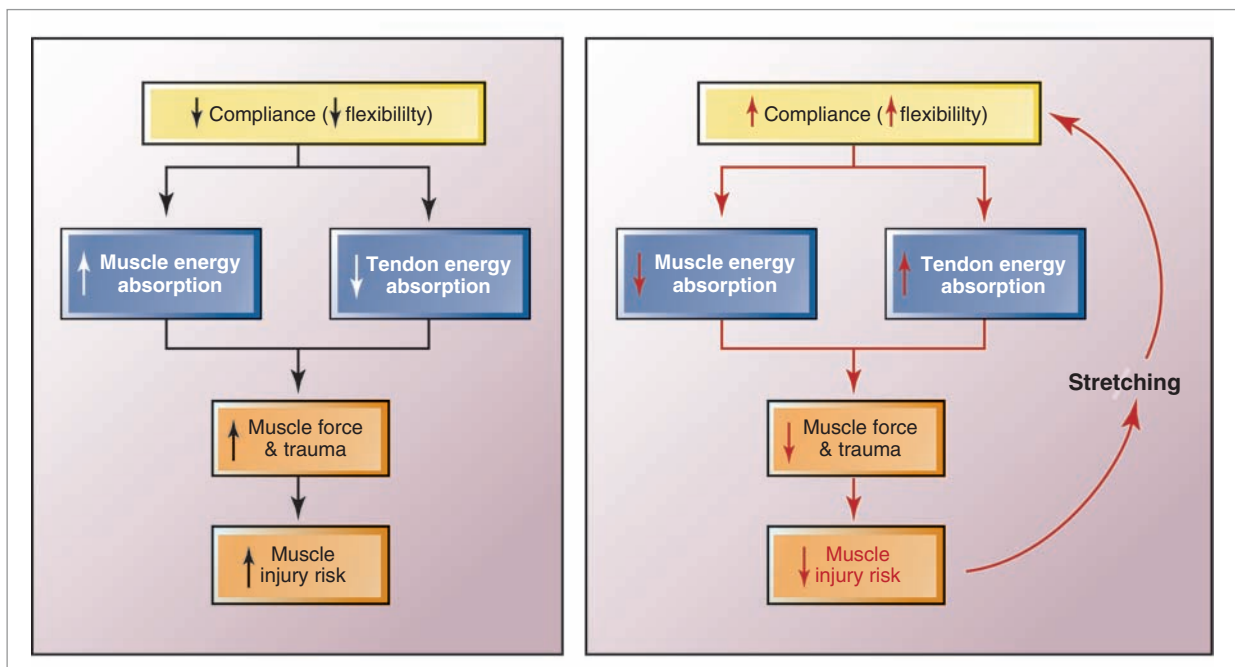 ↓ Compliance (↓ flexibililty)
↑ Muscle energy
absorption
↓ Tendon energy
absorption
↑ Muscle force
& trauma
↑ Muscle
injury risk
↑ Compliance (↑ flexibililty)
↓ Muscle energy
absorption
↑ Tendon energy
absorption
Stretching
↓ Muscle force
& trauma
↓ Muscle
injury risk